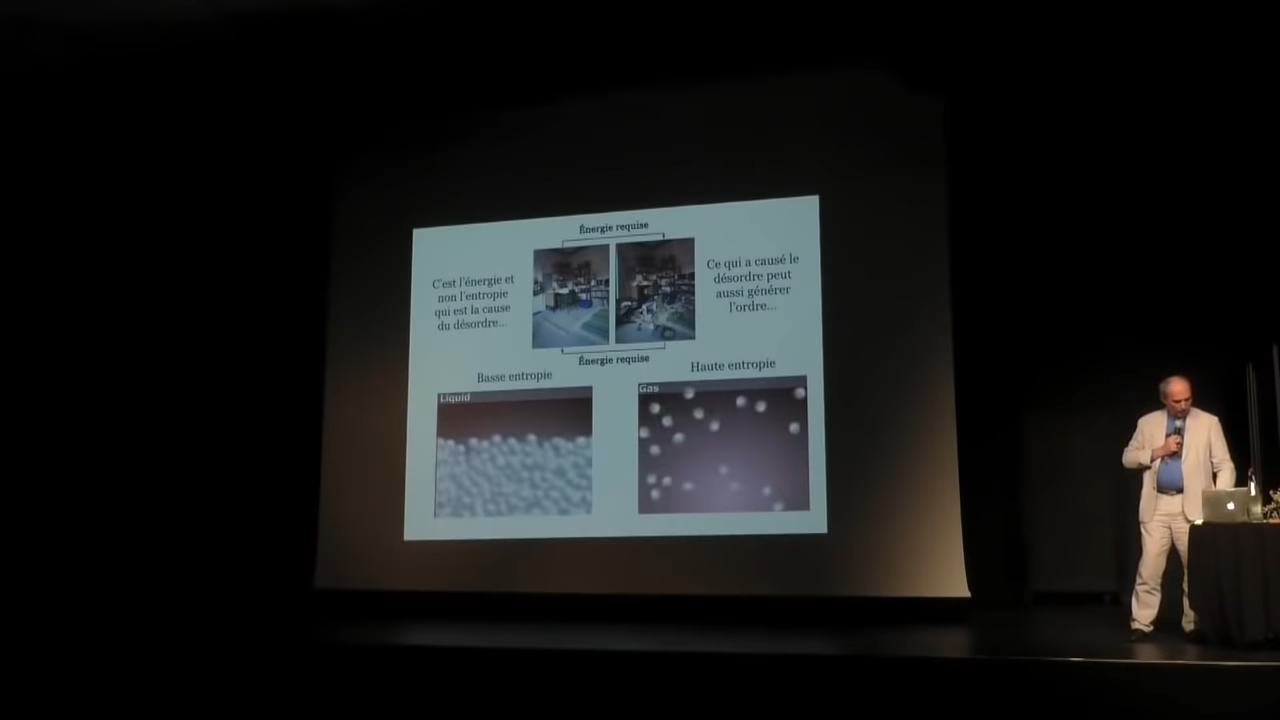 Énergie requise
C'est l'énergie et
non l'entropie
qui est la cause
du désordre...
Ce qui a causé le
désordre peut
aussi générer
l'ordre...
Énergie requise
Basse entropie
Haute entropie
Liquid
Gas